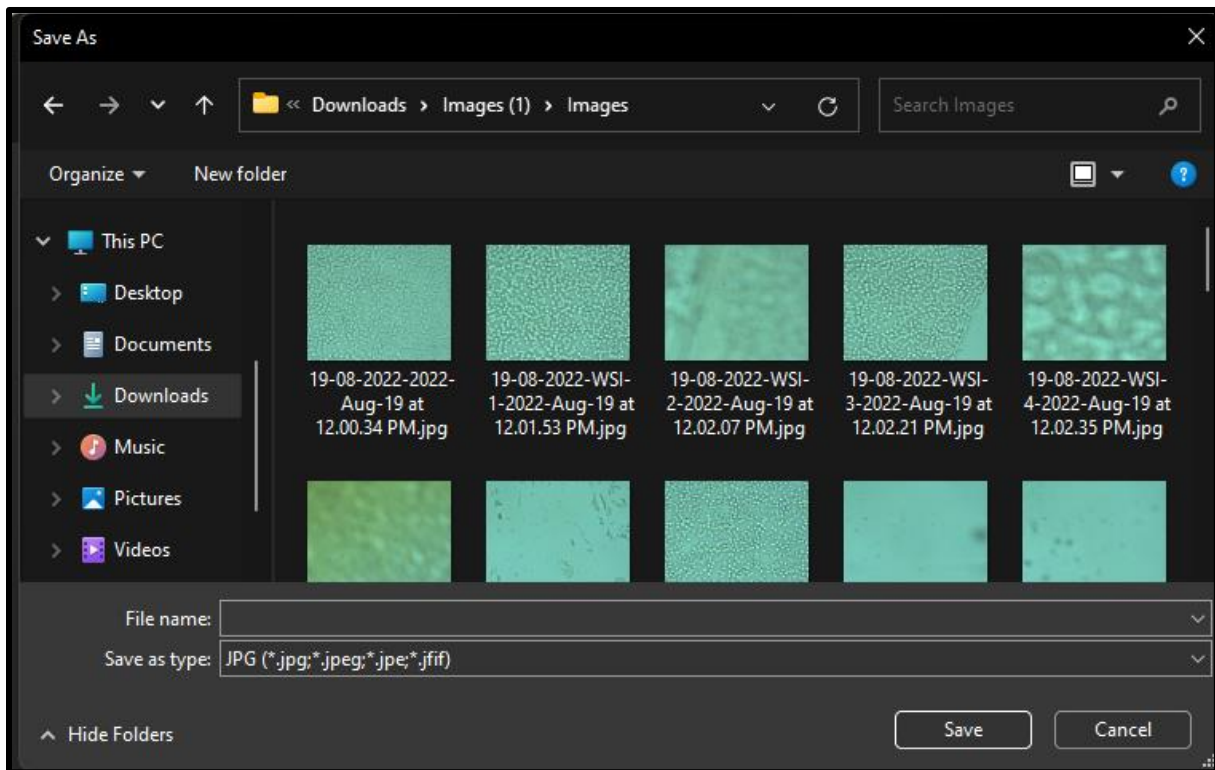 Save As
« Downloads › Images (1) › Images
Search Images
Organize
New folder
This PC
Desktop
Documents
Downloads
Music
Pictures
Videos
19-08-2022-2022-
Aug-19 at
12.00.34 PM.jpg
19-08-2022-WSI-
1-2022-Aug-19 at
12.01.53 PM.jpg
19-08-2022-WSI-
2-2022-Aug-19 at
12.02.07 PM.jpg
19-08-2022-WSI-
3-2022-Aug-19 at
12.02.21 PM.jpg
19-08-2022-WSI-
4-2022-Aug-19 at
12.02.35 PM.jpg
File name:
Save as type: JPG (*.jpg;*.jpeg;*.jpe;*.jfif)
Hide Folders
Save
Cancel